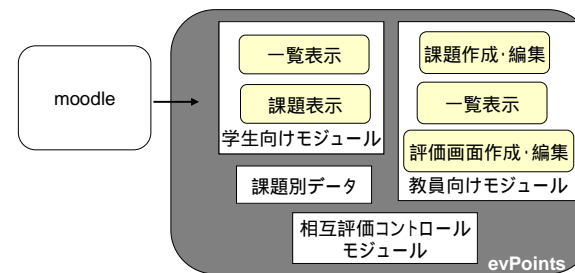 moodle
一覧表示
課題表示
学生向けモジュール
課題作成・編集
一覧表示
評価画面作成・編集
教員向けモジュール
課題別データ
相互評価コントロール
モジュール
evPoints